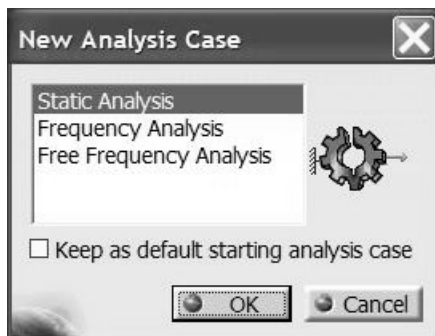 New Analysis Case
Static Analysis
Frequency Analysis
Free Frequency Analysis
Keep as default starting analysis case
OK
Cancel